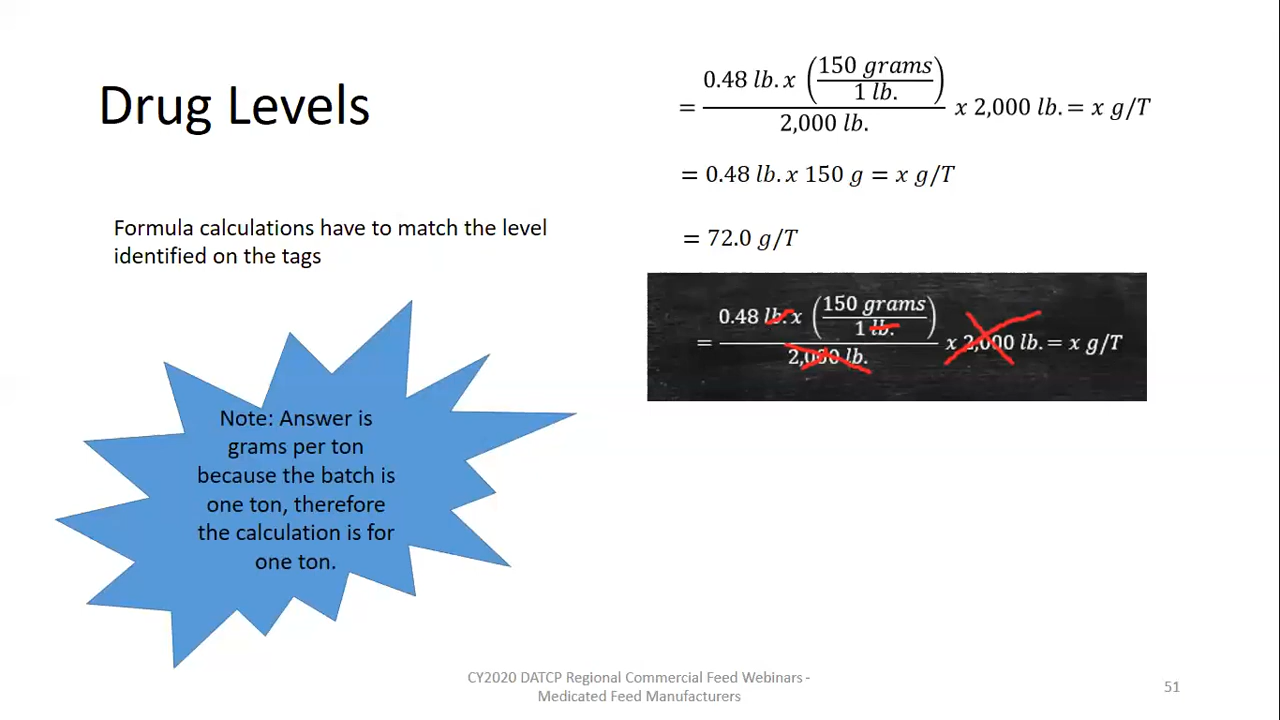 Drug Levels
Formula calculations have to match the level
identified on the tags
Note: Answer is
grams per ton
because the batch is
one ton, therefore
the calculation is for
one ton.
= 0.48 lb. x (150 grams / 1 lb.) / 2,000 lb. x 2,000 lb. = x g/T
= 0.48 lb. x 150 g = x g/T
= 72.0 g/T
= 0.48 lb. x (150 grams / 1 lb.) / 2,000 lb. x 2,000 lb. = x g/T
CY2020 DATCP Regional Commercial Feed Webinars -
Medicated Feed Manufacturers
51